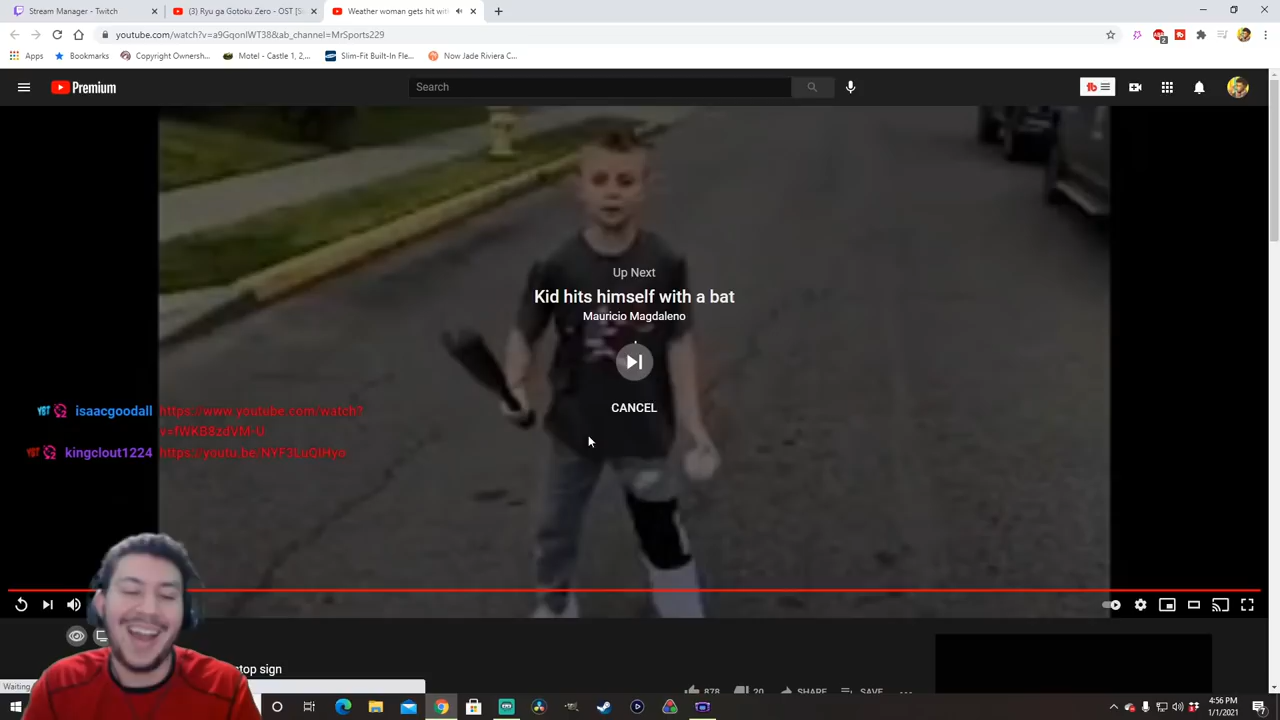 Stream Manager - Twitch
(3) Ryu ga Gotoku Zero - OST [S
Weather woman gets hit with
youtube.com/watch?v=a9GqonIWT38&ab_channel=MrSports229
Apps
Bookmarks
Copyright Ownersh...
Motel - Castle 1, 2,...
Slim-Fit Built-In Fle...
Now Jade Riviera C...
Premium
Search
Up Next
Kid hits himself with a bat
Mauricio Magdaleno
CANCEL
isaacgoodall https://www.youtube.com/watch?
v=fWKB8zdVM-U
kingclout1224 https://youtu.be/NYF3LuQIHyo
top sign
Waiting
878
20
SHARE
SAVE
4:56 PM
1/1/2021